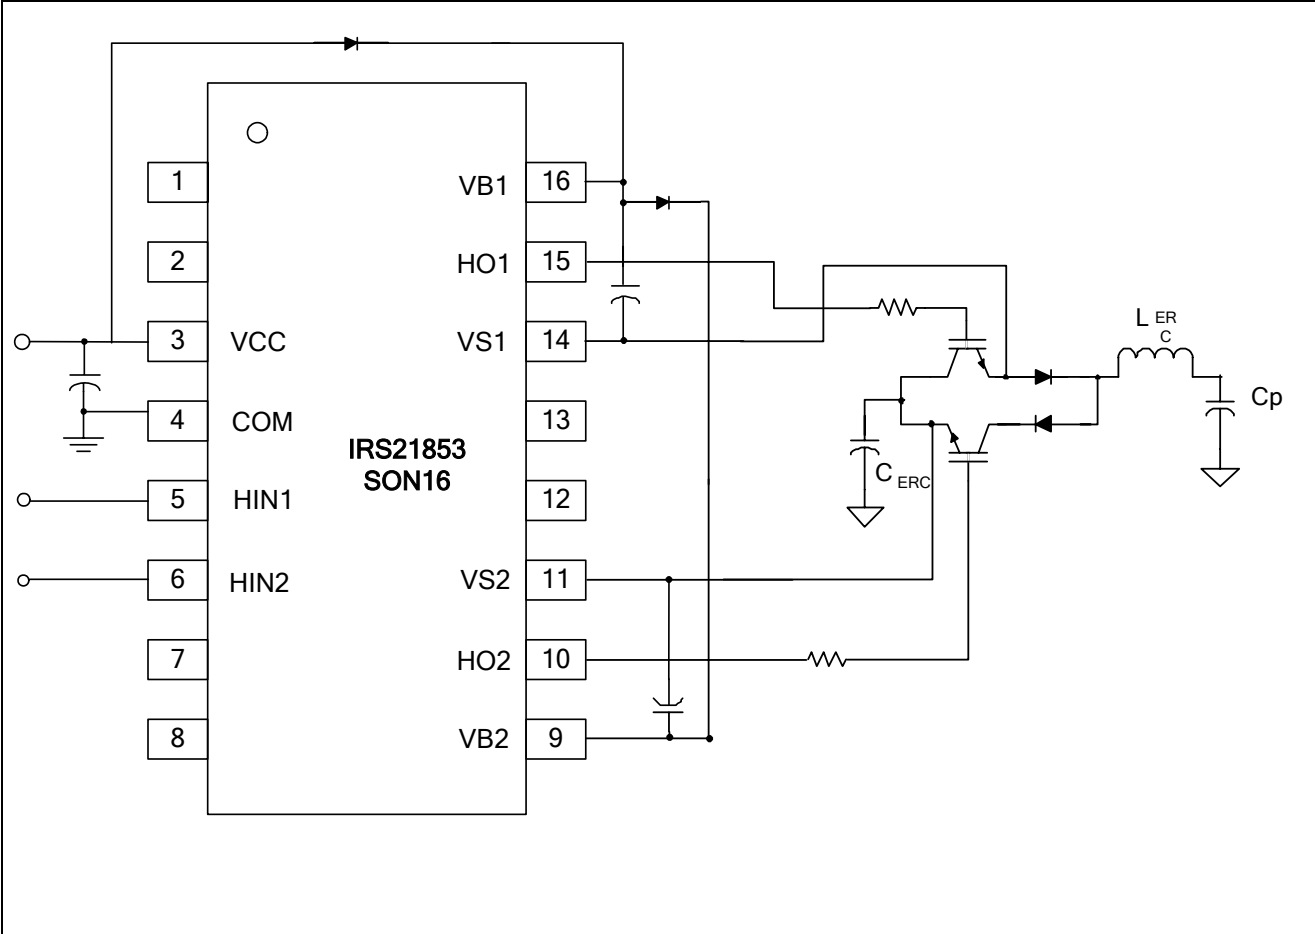 1
VB1 16
2
HO1 15
3 VCC
VS1 14
4 COM
13
IRS21853
SON16
5 HIN1
12
6 HIN2
VS2 11
7
HO2 10
8
VB2 9
L ER
C
Cp
C ERC